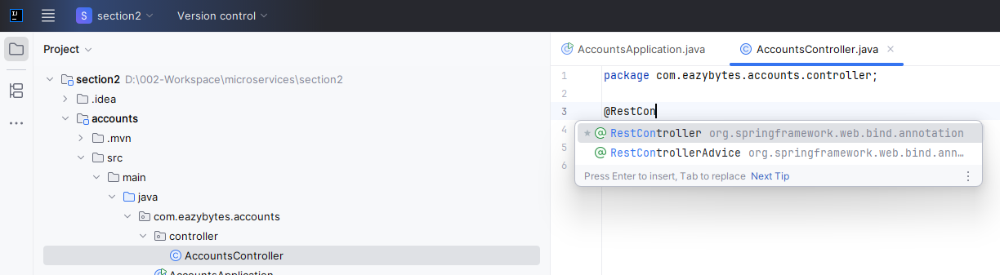 section2 Version control
Project
section2 D:\002-Workspace\microservices\section2
.idea
accounts
.mvn
src
main
java
com.eazybytes.accounts
controller
AccountsController
AccountsApplication
AccountsApplication.java AccountsController.java
1 package com.eazybytes.accounts.controller;
2
3 @RestCon
4
5
6
RestController org.springframework.web.bind.annotation
RestControllerAdvice org.springframework.web.bind.ann…
Press Enter to insert, Tab to replace Next Tip